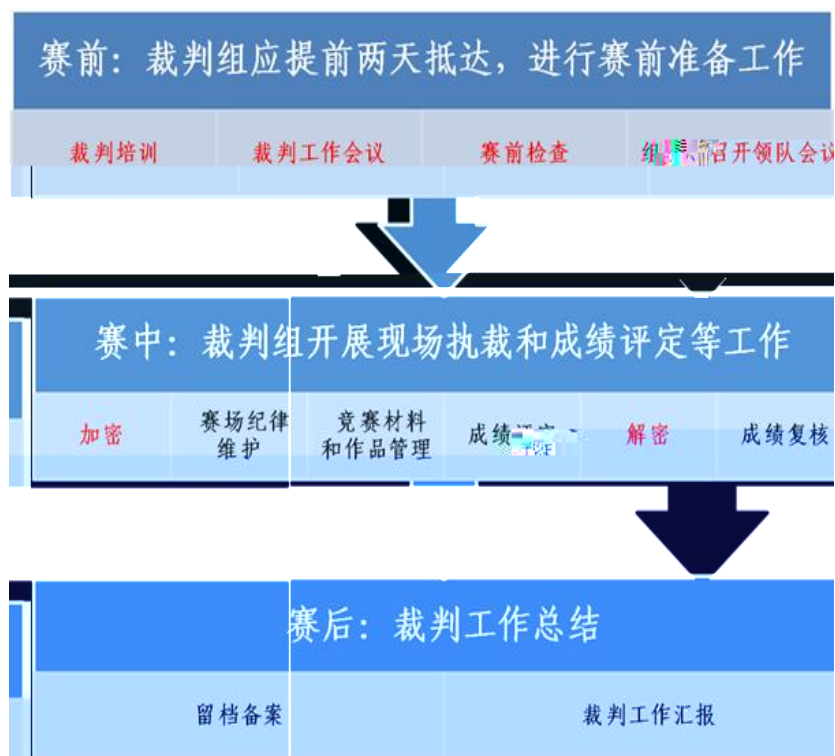 赛前：裁判组应提前两天抵达，进行赛前准备工作
裁判培训
裁判工作会议
赛前检查
召开领队会议
赛中：裁判组开展现场执裁和成绩评定等工作
加密
赛场纪律
维护
竞赛材料
和作品管理
成绩评定
解密
成绩复核
赛后：裁判工作总结
留档备案
裁判工作汇报